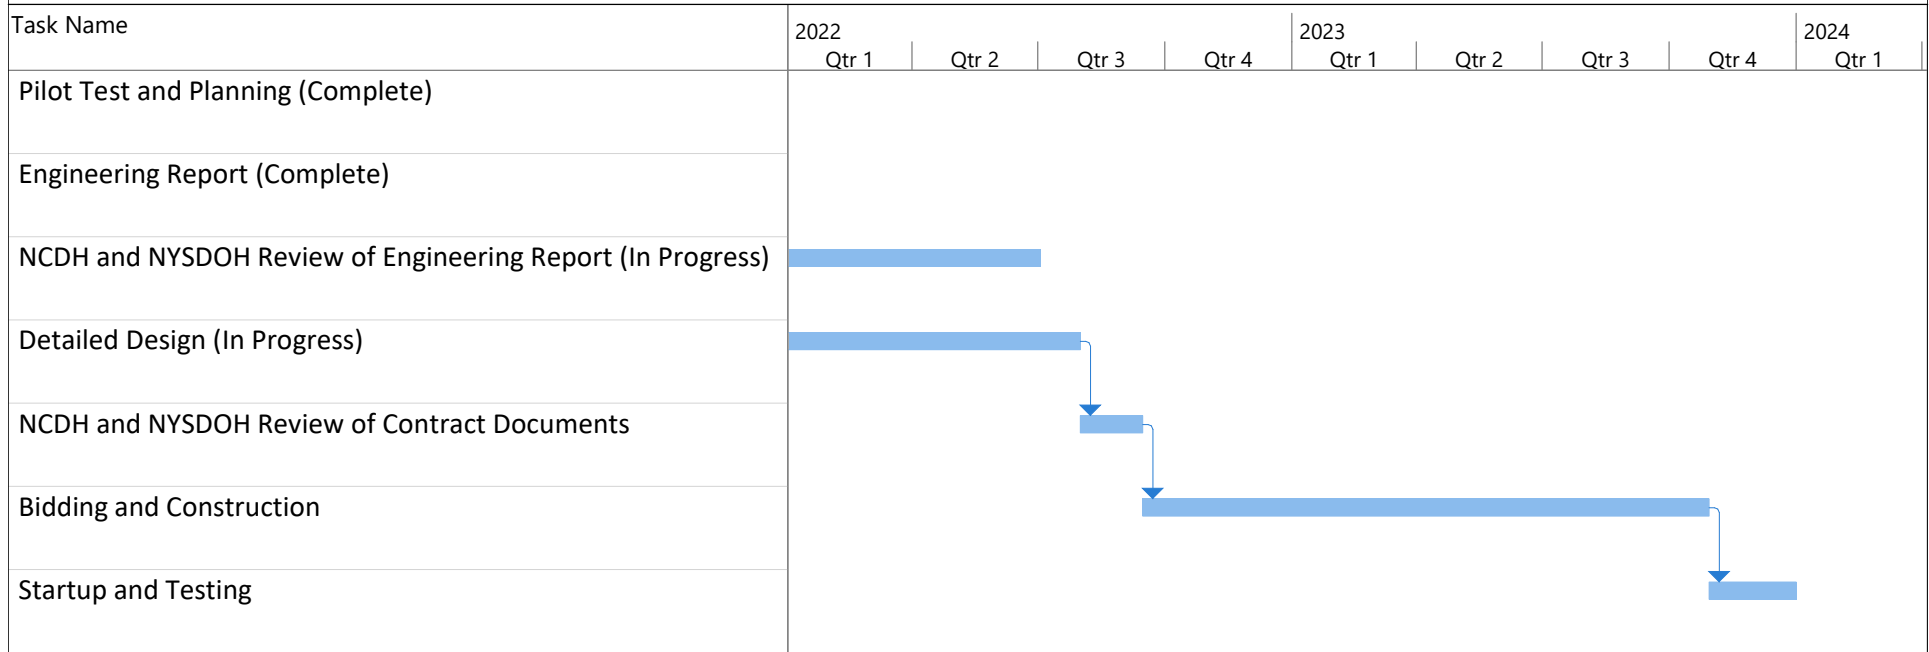 Task Name
2022 2023 2024
Qtr 1 Qtr 2 Qtr 3 Qtr 4 Qtr 1 Qtr 2 Qtr 3 Qtr 4 Qtr 1
Pilot Test and Planning (Complete)
Engineering Report (Complete)
NCDH and NYSDOH Review of Engineering Report (In Progress)
Detailed Design (In Progress)
NCDH and NYSDOH Review of Contract Documents
Bidding and Construction
Startup and Testing